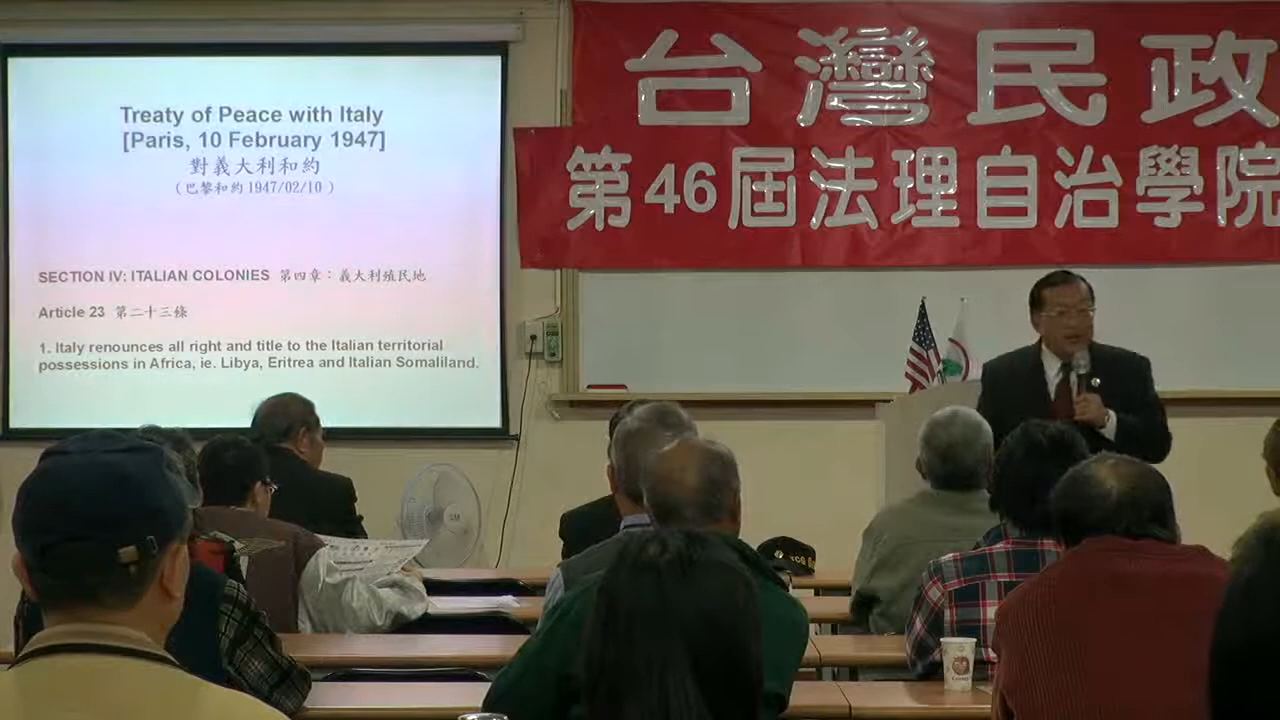 Treaty of Peace with Italy
[Paris, 10 February 1947]
對義大利和約
(巴黎和約 1947/02/10 )
SECTION IV: ITALIAN COLONIES 第四章：義大利殖民地
Article 23 第二十三條
1. Italy renounces all right and title to the Italian territorial
possessions in Africa, ie. Libya, Eritrea and Italian Somaliland.
台灣民政
第46屆法理自治學院